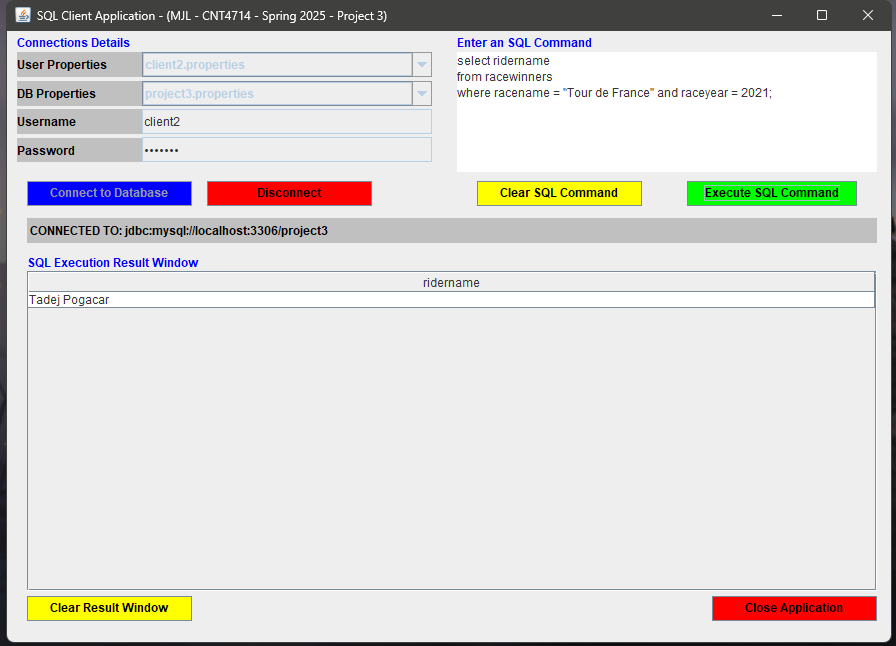 SQL Client Application - (MJL - CNT4714 - Spring 2025 - Project 3)
Connections Details
User Properties client2.properties
DB Properties project3.properties
Username client2
Password •••••••
Connect to Database Disconnect
Enter an SQL Command
select ridername
from racewinners
where racename = "Tour de France" and raceyear = 2021;
Clear SQL Command Execute SQL Command
CONNECTED TO: jdbc:mysql://localhost:3306/project3
SQL Execution Result Window
ridername
Tadej Pogacar
Clear Result Window Close Application